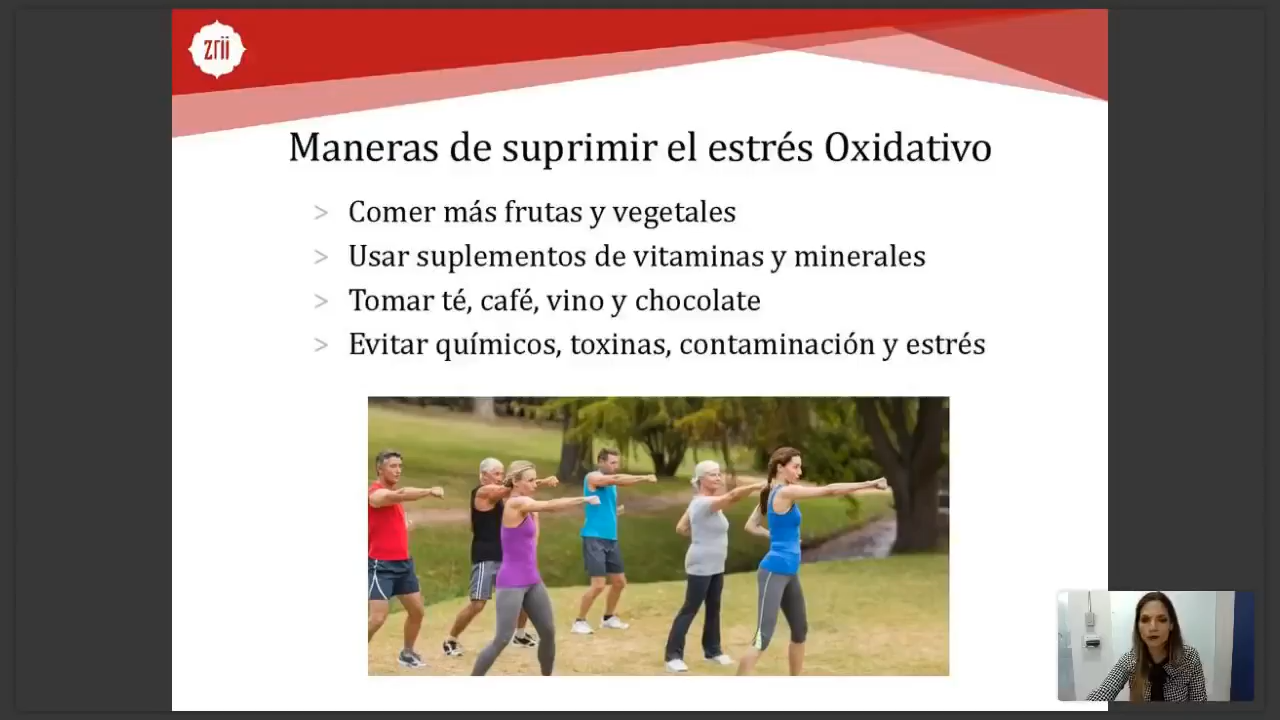 zrii
Maneras de suprimir el estrés Oxidativo
> Comer más frutas y vegetales
> Usar suplementos de vitaminas y minerales
> Tomar té, café, vino y chocolate
> Evitar químicos, toxinas, contaminación y estrés